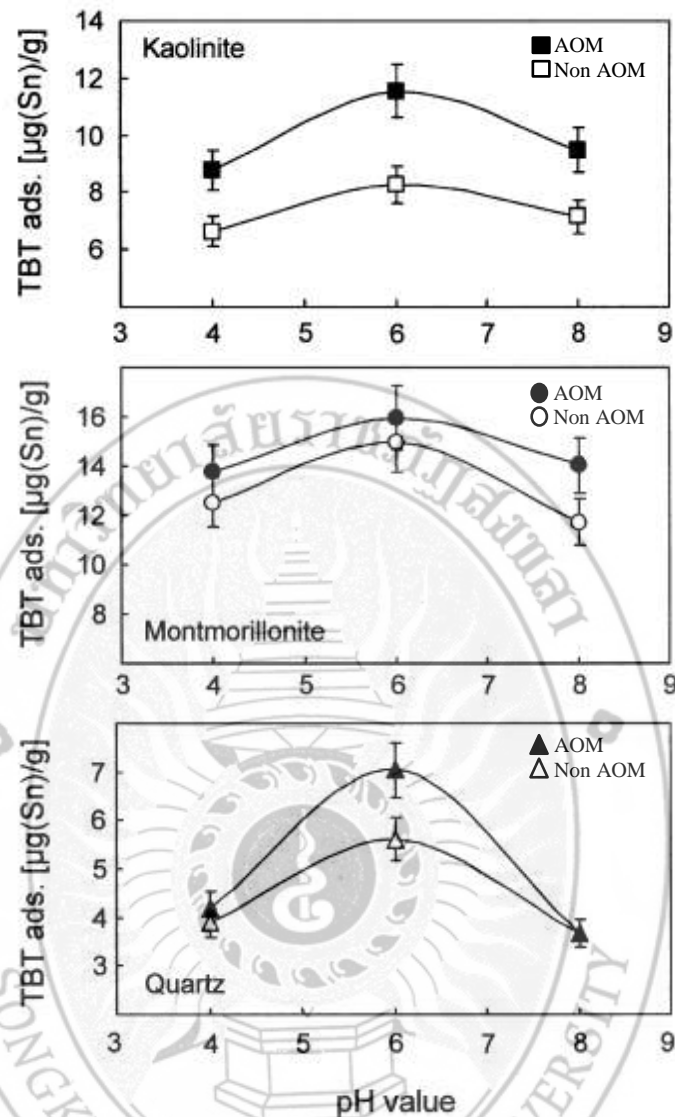 TBT ads. [µg(Sn)/g]
Kaolinite
AOM
Non AOM
14
12
10
8
6
3 4 5 6 7 8 9
TBT ads. [µg(Sn)/g]
AOM
Non AOM
16
14
12
10
8
Montmorillonite
3 4 5 6 7 8 9
TBT ads. [µg(Sn)/g]
AOM
Non AOM
7
6
5
4
3
Quartz
3 4 5 6 7 8 9
pH value